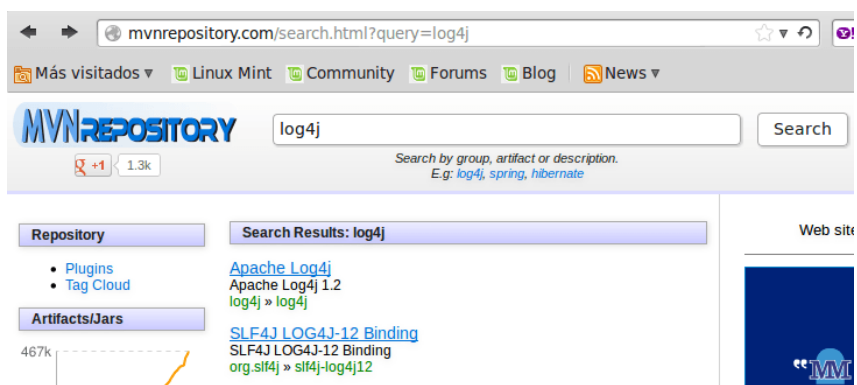 mvnrepository.com/search.html?query=log4j
Más visitados Linux Mint Community Forums Blog News
MVNREPOSITORY
log4j
Search
+1 1.3k
Search by group, artifact or description.
E.g: log4j, spring, hibernate
Repository
Plugins
Tag Cloud
Artifacts/Jars
467k
Search Results: log4j
Apache Log4j
Apache Log4j 1.2
log4j » log4j
SLF4J LOG4J-12 Binding
SLF4J LOG4J-12 Binding
org.slf4j » slf4j-log4j12
Web site
“MM